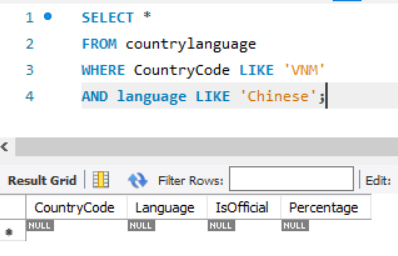 1 SELECT *
2 FROM countrylanguage
3 WHERE CountryCode LIKE 'VNM'
4 AND language LIKE 'Chinese';
Result Grid Filter Rows: Edit:
CountryCode Language IsOfficial Percentage
* NULL NULL NULL NULL